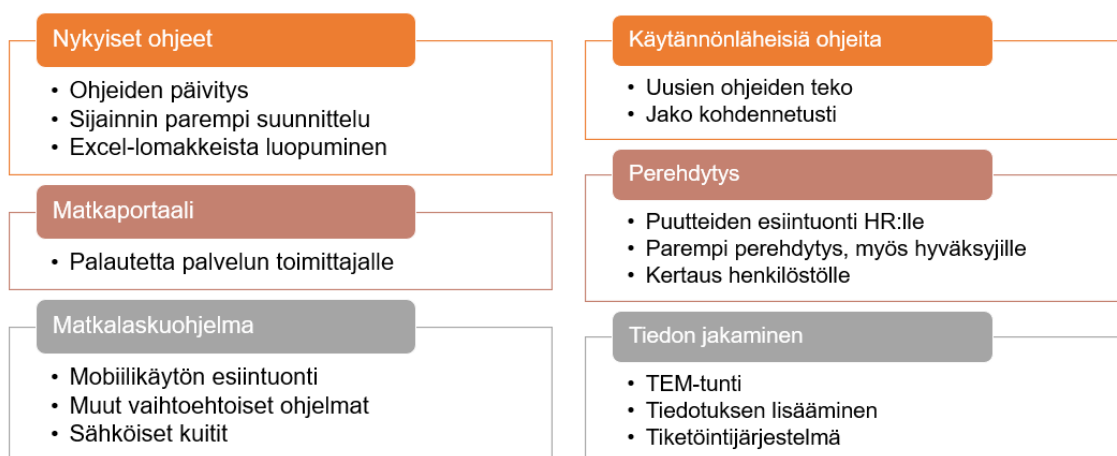 Nykyiset ohjeet
• Ohjeiden päivitys
• Sijainnin parempi suunnittelu
• Excel-lomakkeista luopuminen
Matkaportaali
• Palautetta palvelun toimittajalle
Matkalaskuohjelma
• Mobiilikäytön esiintuonti
• Muut vaihtoehtoiset ohjelmat
• Sähköiset kuitit
Käytännönläheisiä ohjeita
• Uusien ohjeiden teko
• Jako kohdennetusti
Perehdytys
• Puutteiden esiintuonti HR:lle
• Parempi perehdytys, myös hyväksyjille
• Kertaus henkilöstölle
Tiedon jakaminen
• TEM-tunti
• Tiedotuksen lisääminen
• Tiketöintijärjestelmä